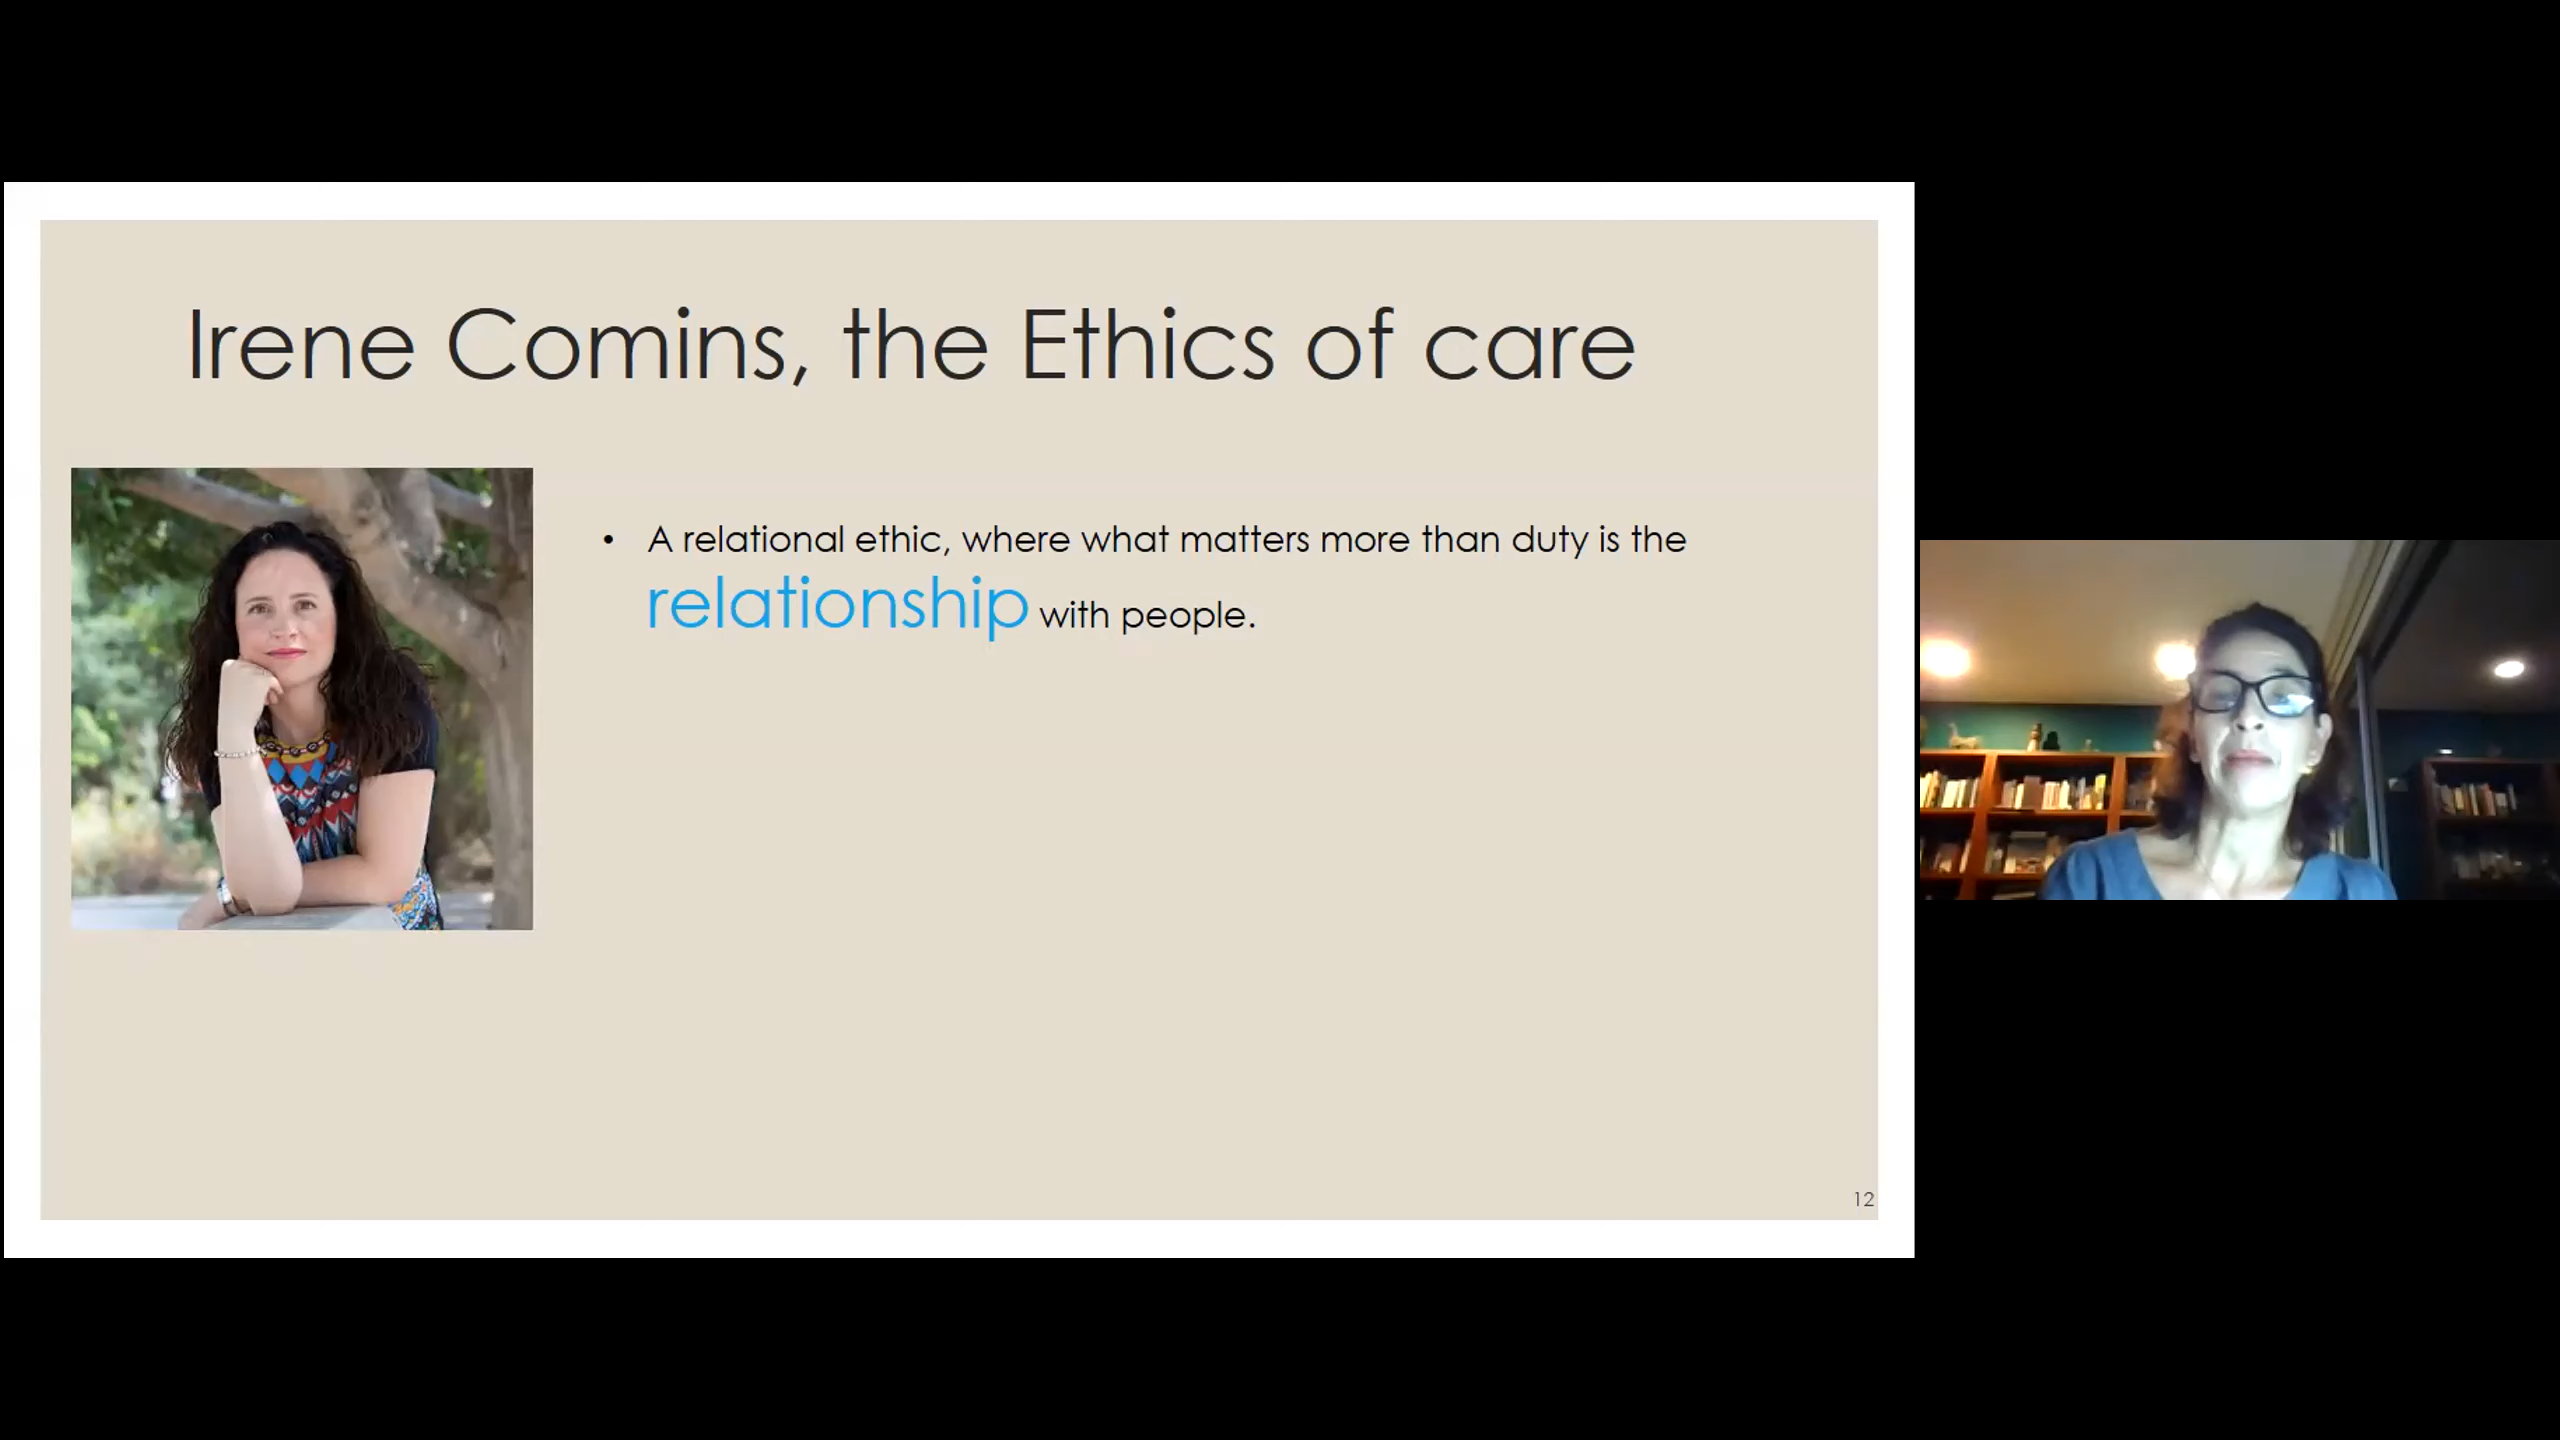 Irene Comins, the Ethics of care
• A relational ethic, where what matters more than duty is the
relationship with people.
12